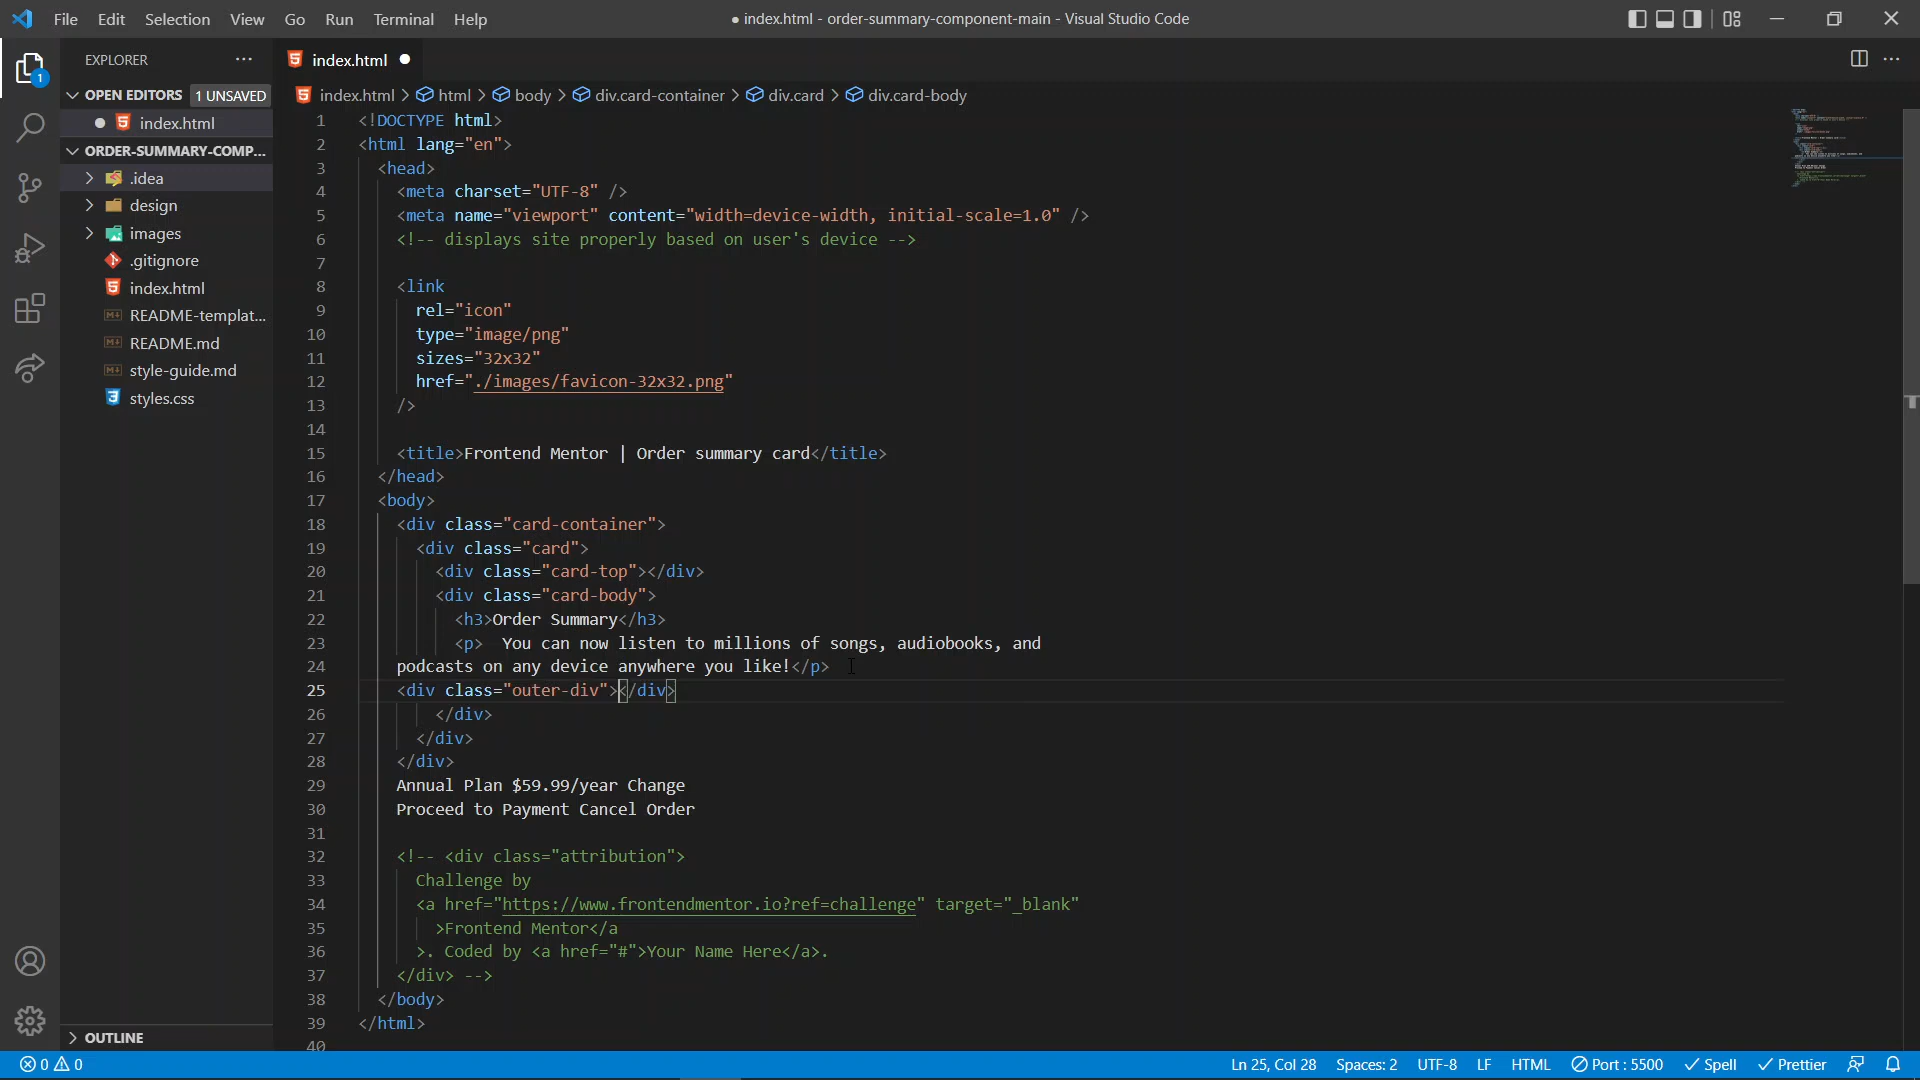 File Edit Selection View Go Run Terminal Help
● index.html - order-summary-component-main - Visual Studio Code
EXPLORER
index.html
OPEN EDITORS 1 UNSAVED
index.html > html > body > div.card-container > div.card > div.card-body
index.html
ORDER-SUMMARY-COMP...
.idea
design
images
.gitignore
index.html
README-templat...
README.md
style-guide.md
styles.css
OUTLINE
1 <!DOCTYPE html>
2 <html lang="en">
3 <head>
4 <meta charset="UTF-8" />
5 <meta name="viewport" content="width=device-width, initial-scale=1.0" />
6 <!-- displays site properly based on user's device -->
7
8 <link
9 rel="icon"
10 type="image/png"
11 sizes="32x32"
12 href="./images/favicon-32x32.png"
13 />
14
15 <title>Frontend Mentor | Order summary card</title>
16 </head>
17 <body>
18 <div class="card-container">
19 <div class="card">
20 <div class="card-top"></div>
21 <div class="card-body">
22 <h3>Order Summary</h3>
23 <p>  You can now listen to millions of songs, audiobooks, and
24 podcasts on any device anywhere you like!</p>
25 <div class="outer-div"></div>
26 </div>
27 </div>
28 </div>
29 Annual Plan $59.99/year Change
30 Proceed to Payment Cancel Order
31
32 <!-- <div class="attribution">
33 Challenge by
34 <a href="https://www.frontendmentor.io?ref=challenge" target="_blank"
35 >Frontend Mentor</a
36 >. Coded by <a href="#">Your Name Here</a>.
37 </div> -->
38 </body>
39 </html>
40
0 0 Ln 25, Col 28 Spaces: 2 UTF-8 LF HTML Port : 5500 Spell Prettier